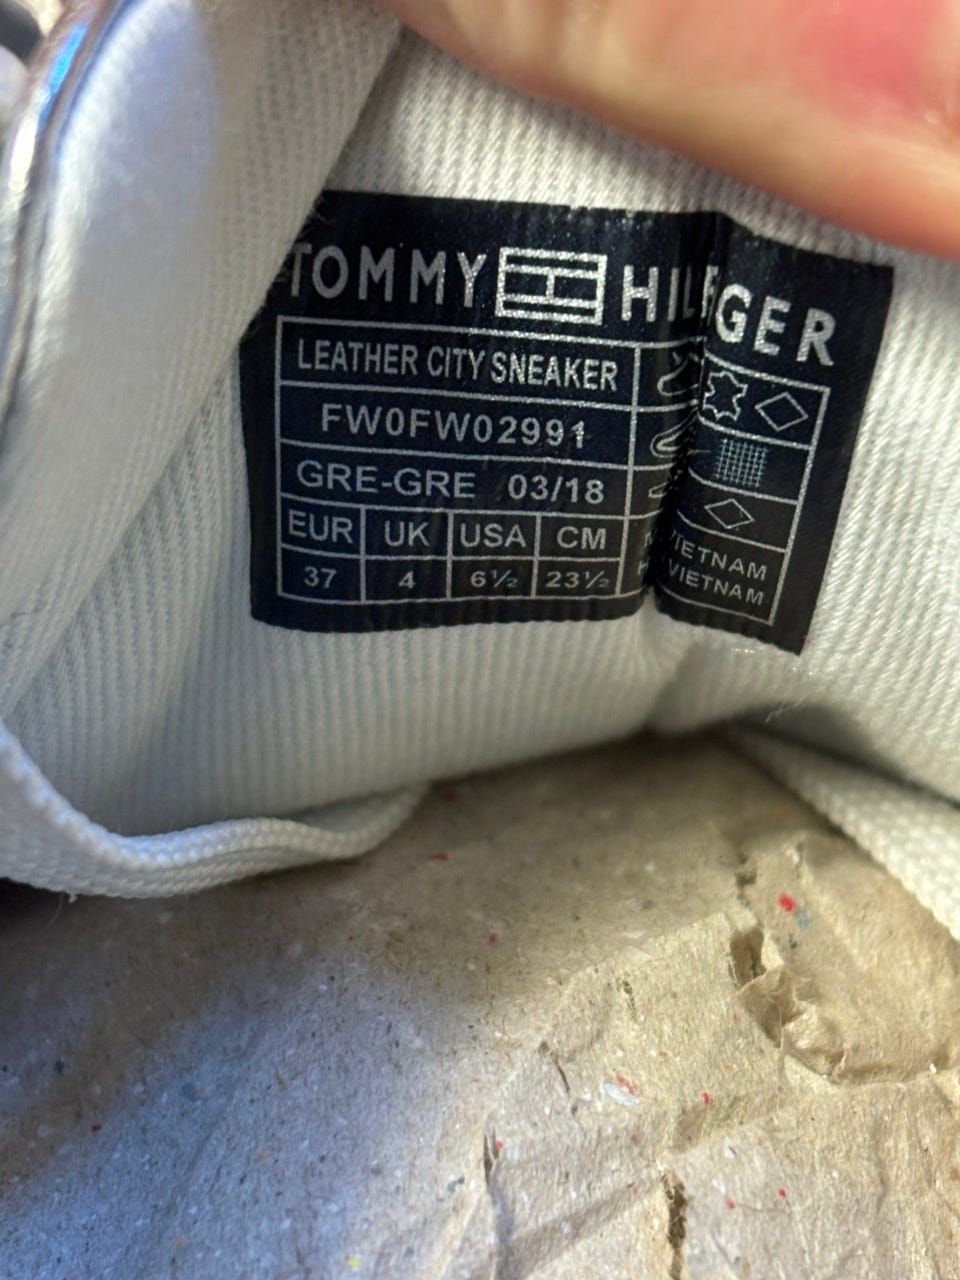 TOMMY HILFIGER
LEATHER CITY SNEAKER
FW0FW02991
GRE-GRE 03/18
EUR UK USA CM
37 4 6½ 23½
VIETNAM
VIETNAM